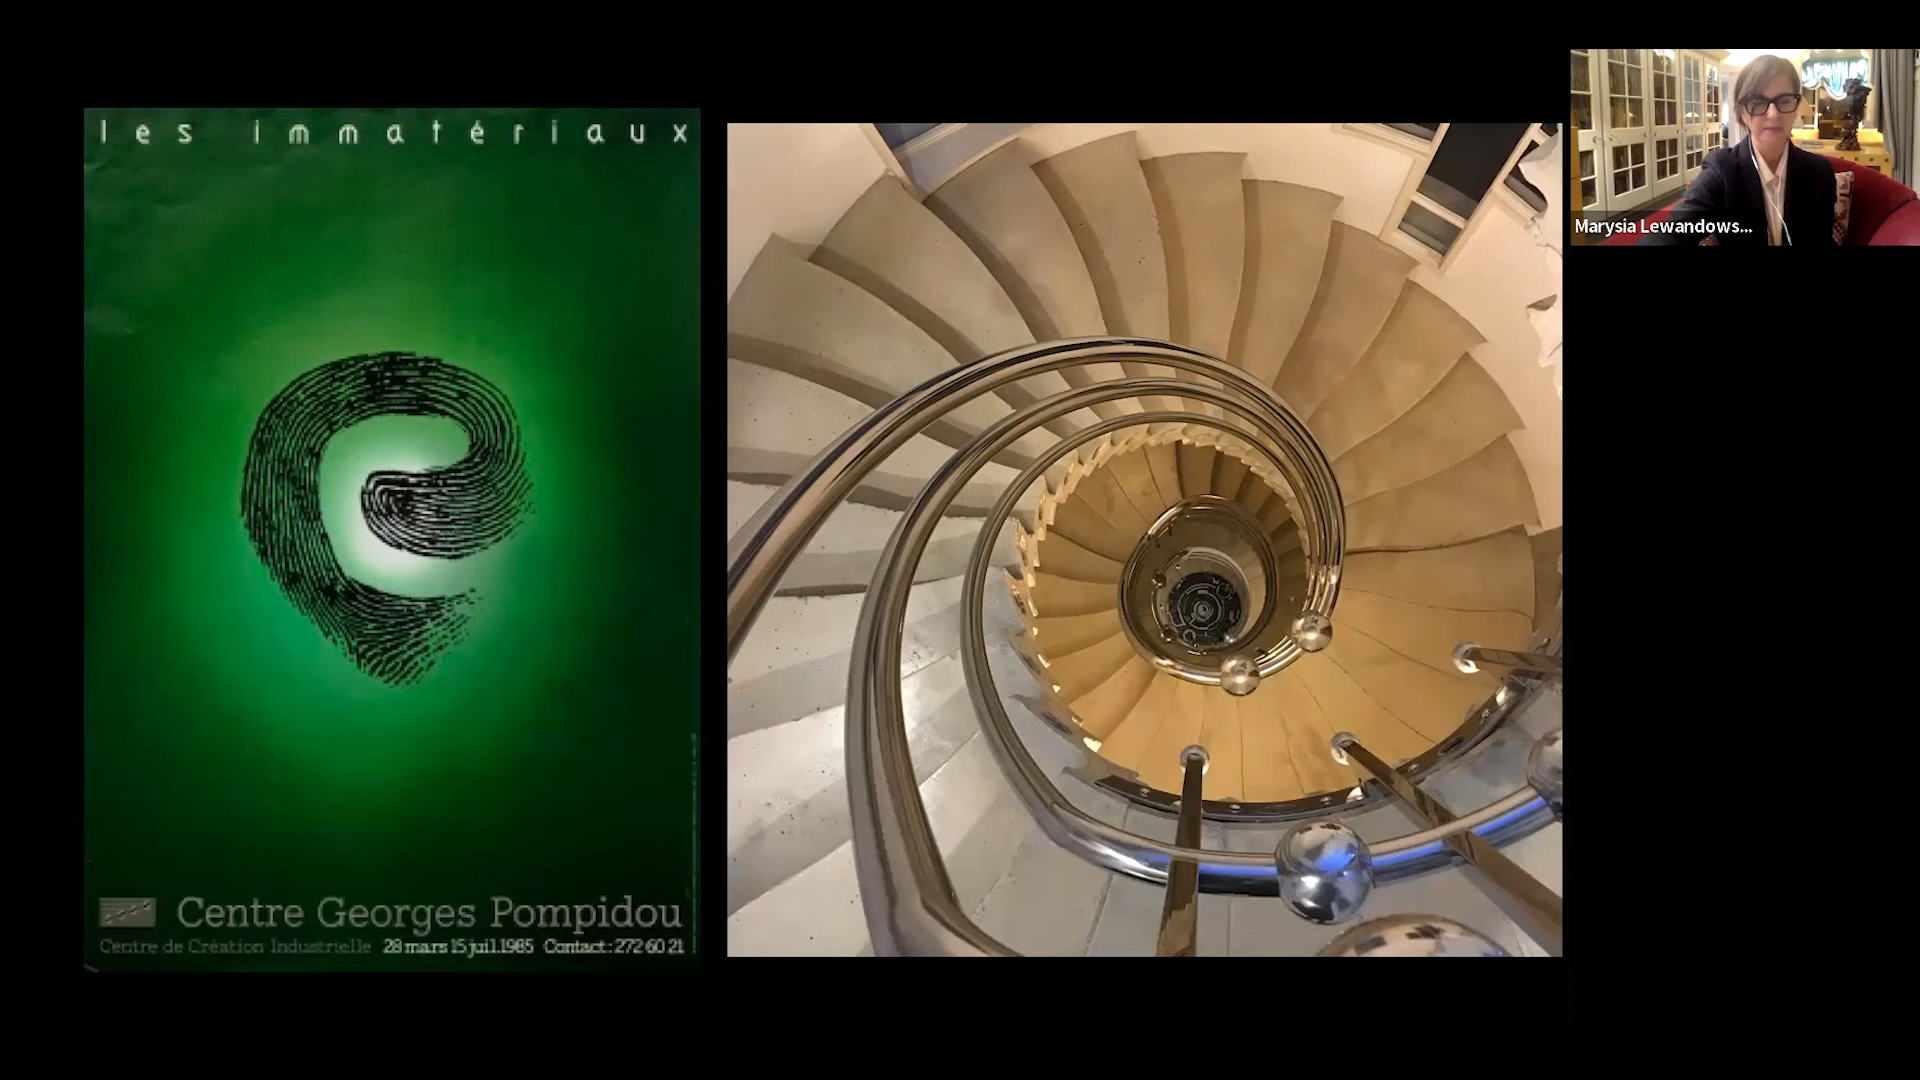 les immatériaux
Centre Georges Pompidou
Centre de Création Industrielle 28 mars 15 juil. 1985 Contact : 272 60 21
Marysia Lewandows...